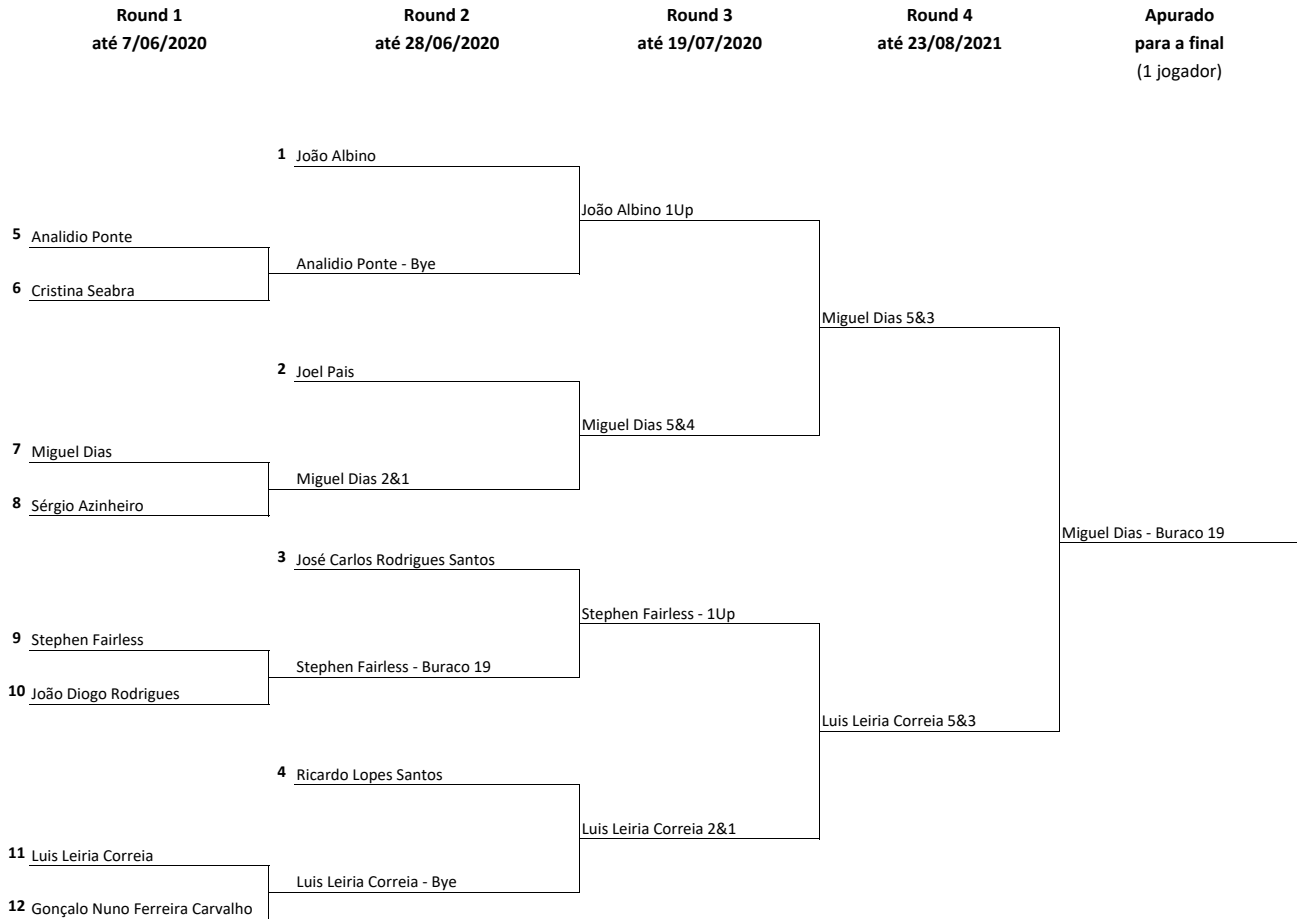 Round 1
até 7/06/2020
Round 2
até 28/06/2020
Round 3
até 19/07/2020
Round 4
até 23/08/2021
Apurado
para a final
(1 jogador)
1 João Albino
João Albino 1Up
5 Analidio Ponte
Analidio Ponte - Bye
6 Cristina Seabra
Miguel Dias 5&3
2 Joel Pais
Miguel Dias 5&4
7 Miguel Dias
Miguel Dias 2&1
8 Sérgio Azinheiro
Miguel Dias - Buraco 19
3 José Carlos Rodrigues Santos
Stephen Fairless - 1Up
9 Stephen Fairless
Stephen Fairless - Buraco 19
10 João Diogo Rodrigues
Luis Leiria Correia 5&3
4 Ricardo Lopes Santos
Luis Leiria Correia 2&1
11 Luis Leiria Correia
Luis Leiria Correia - Bye
12 Gonçalo Nuno Ferreira Carvalho